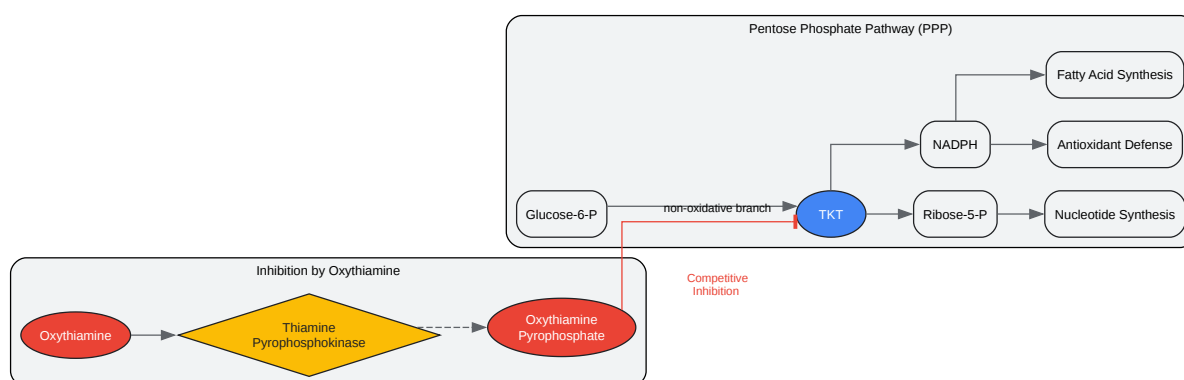 Pentose Phosphate Pathway (PPP)
Fatty Acid Synthesis
NADPH
Antioxidant Defense
Glucose-6-P
non-oxidative branch
TKT
Ribose-5-P
Nucleotide Synthesis
Inhibition by Oxythiamine
Competitive
Inhibition
Oxythiamine
Thiamine
Pyrophosphokinase
Oxythiamine
Pyrophosphate